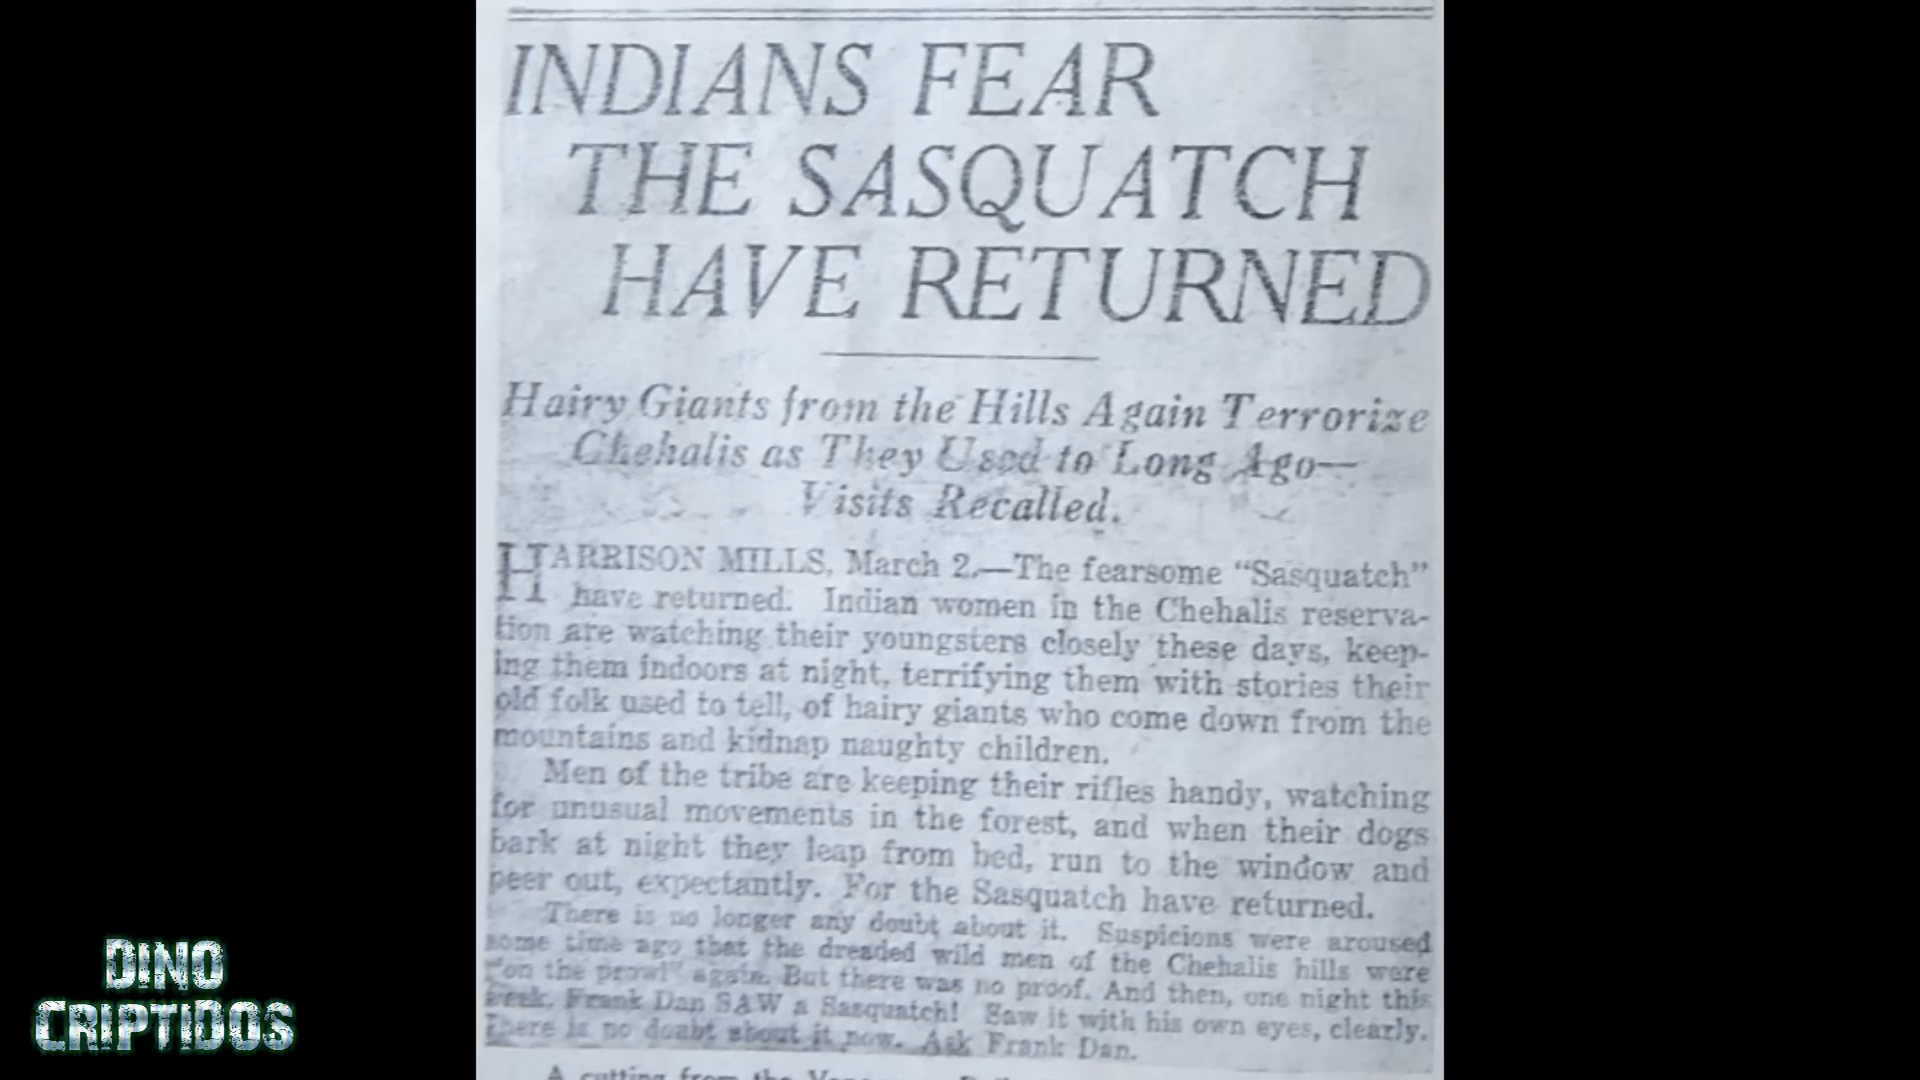 INDIANS FEAR
THE SASQUATCH
HAVE RETURNED
Hairy Giants from the Hills Again Terrorize
Chehalis as They Used to Long Ago—
Visits Recalled.
HARRISON MILLS, March 2.—The fearsome “Sasquatch”
have returned. Indian women in the Chehalis reserva-
tion are watching their youngsters closely these days, keep-
ing them indoors at night, terrifying them with stories their
old folk used to tell, of hairy giants who come down from the
mountains and kidnap naughty children.
Men of the tribe are keeping their rifles handy, watching
for unusual movements in the forest, and when their dogs
bark at night they leap from bed, run to the window and
peer out, expectantly. For the Sasquatch have returned.
There is no longer any doubt about it. Suspicions were aroused
some time ago that the dreaded wild men of the Chehalis hills were
“on the prowl” again. But there was no proof. And then, one night this
week, Frank Dan SAW a Sasquatch! Saw it with his own eyes, clearly.
There is no doubt about it now. Ask Frank Dan.
A cutting from the
DINO
CRIPTIDOS